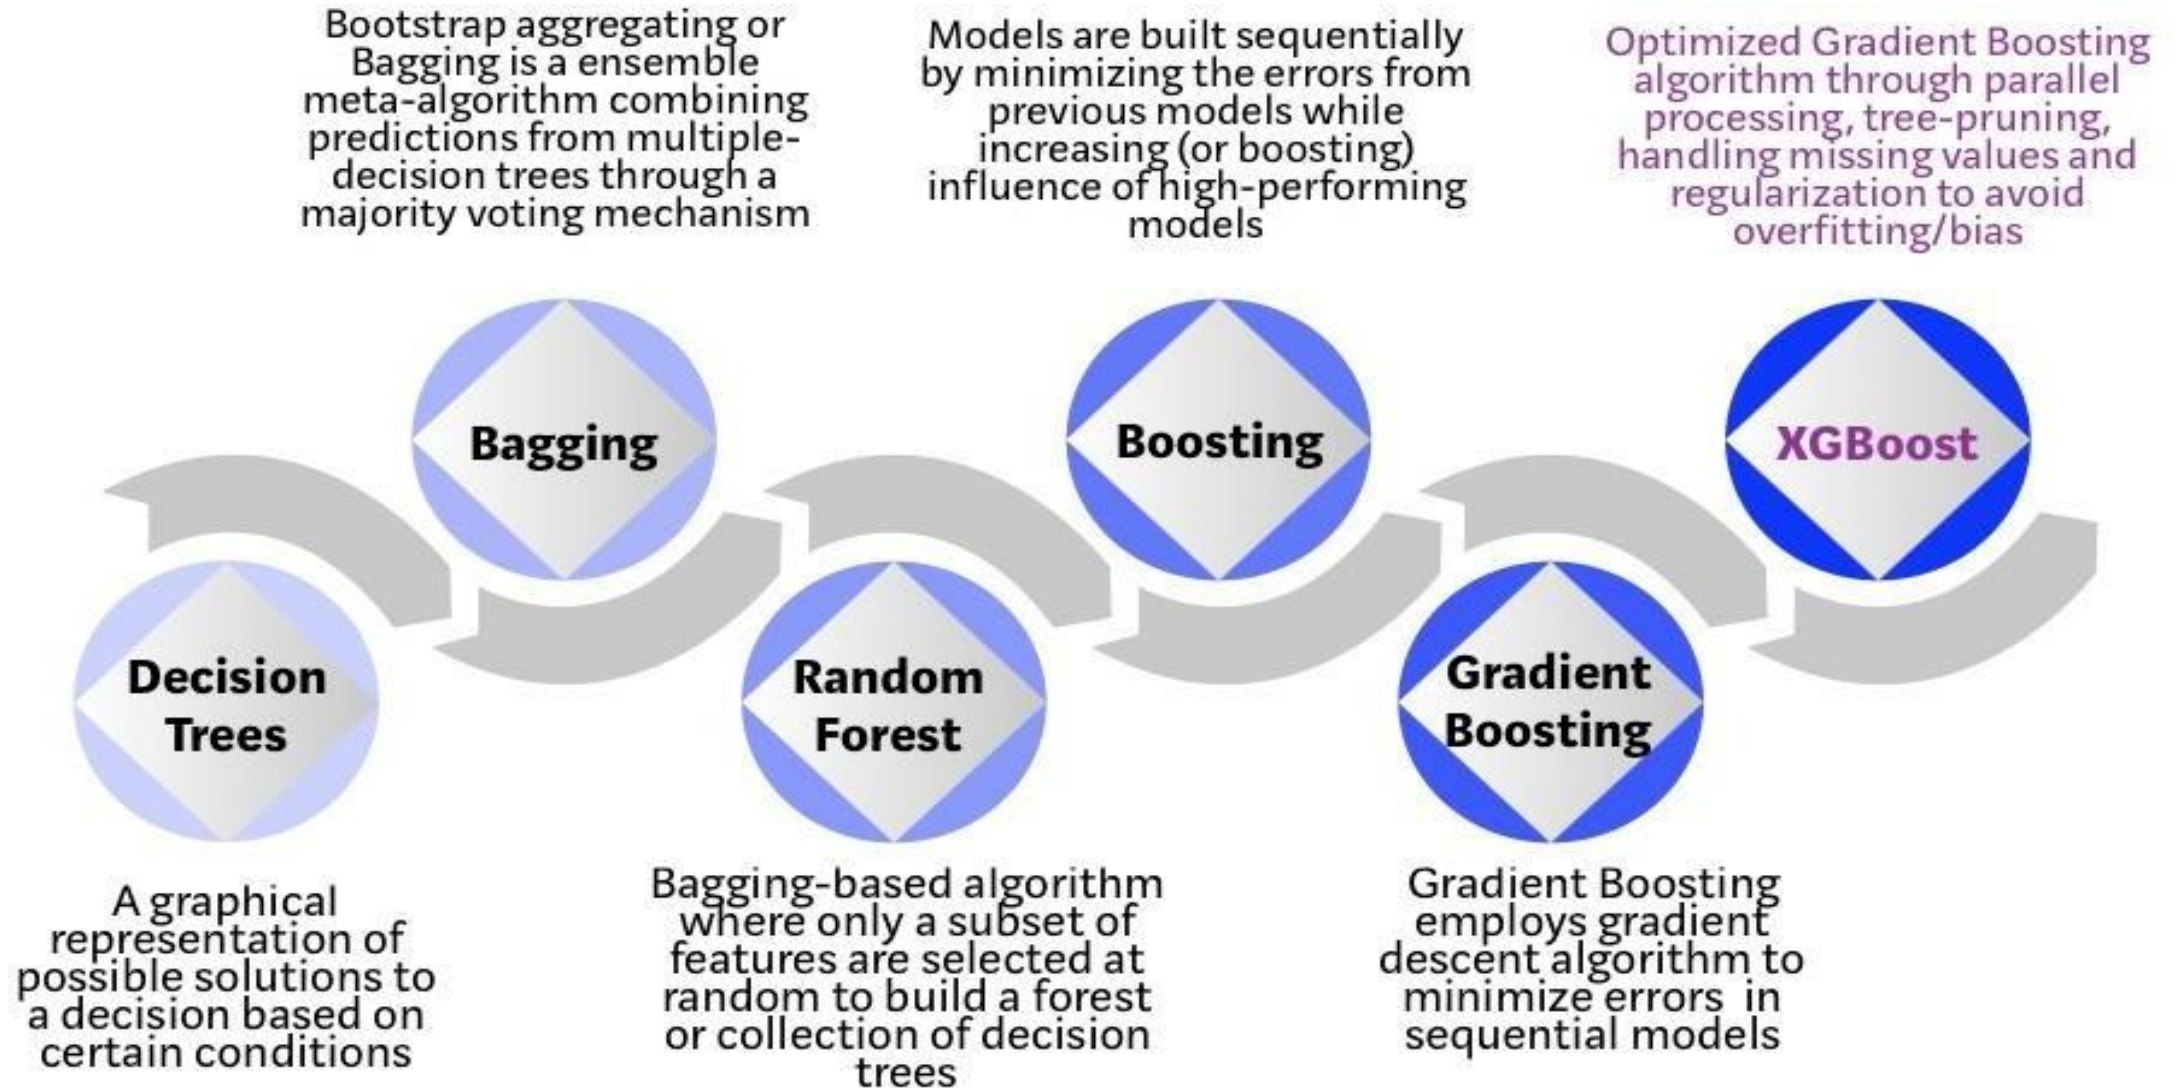 Bootstrap aggregating or
Bagging is a ensemble
meta-algorithm combining
predictions from multiple-
decision trees through a
majority voting mechanism
Models are built sequentially
by minimizing the errors from
previous models while
increasing (or boosting)
influence of high-performing
models
Optimized Gradient Boosting
algorithm through parallel
processing, tree-pruning,
handling missing values and
regularization to avoid
overfitting/bias
Bagging
Boosting
XGBoost
Decision
Trees
Random
Forest
Gradient
Boosting
A graphical
representation of
possible solutions to
a decision based on
certain conditions
Bagging-based algorithm
where only a subset of
features are selected at
random to build a forest
or collection of decision
trees
Gradient Boosting
employs gradient
descent algorithm to
minimize errors in
sequential models